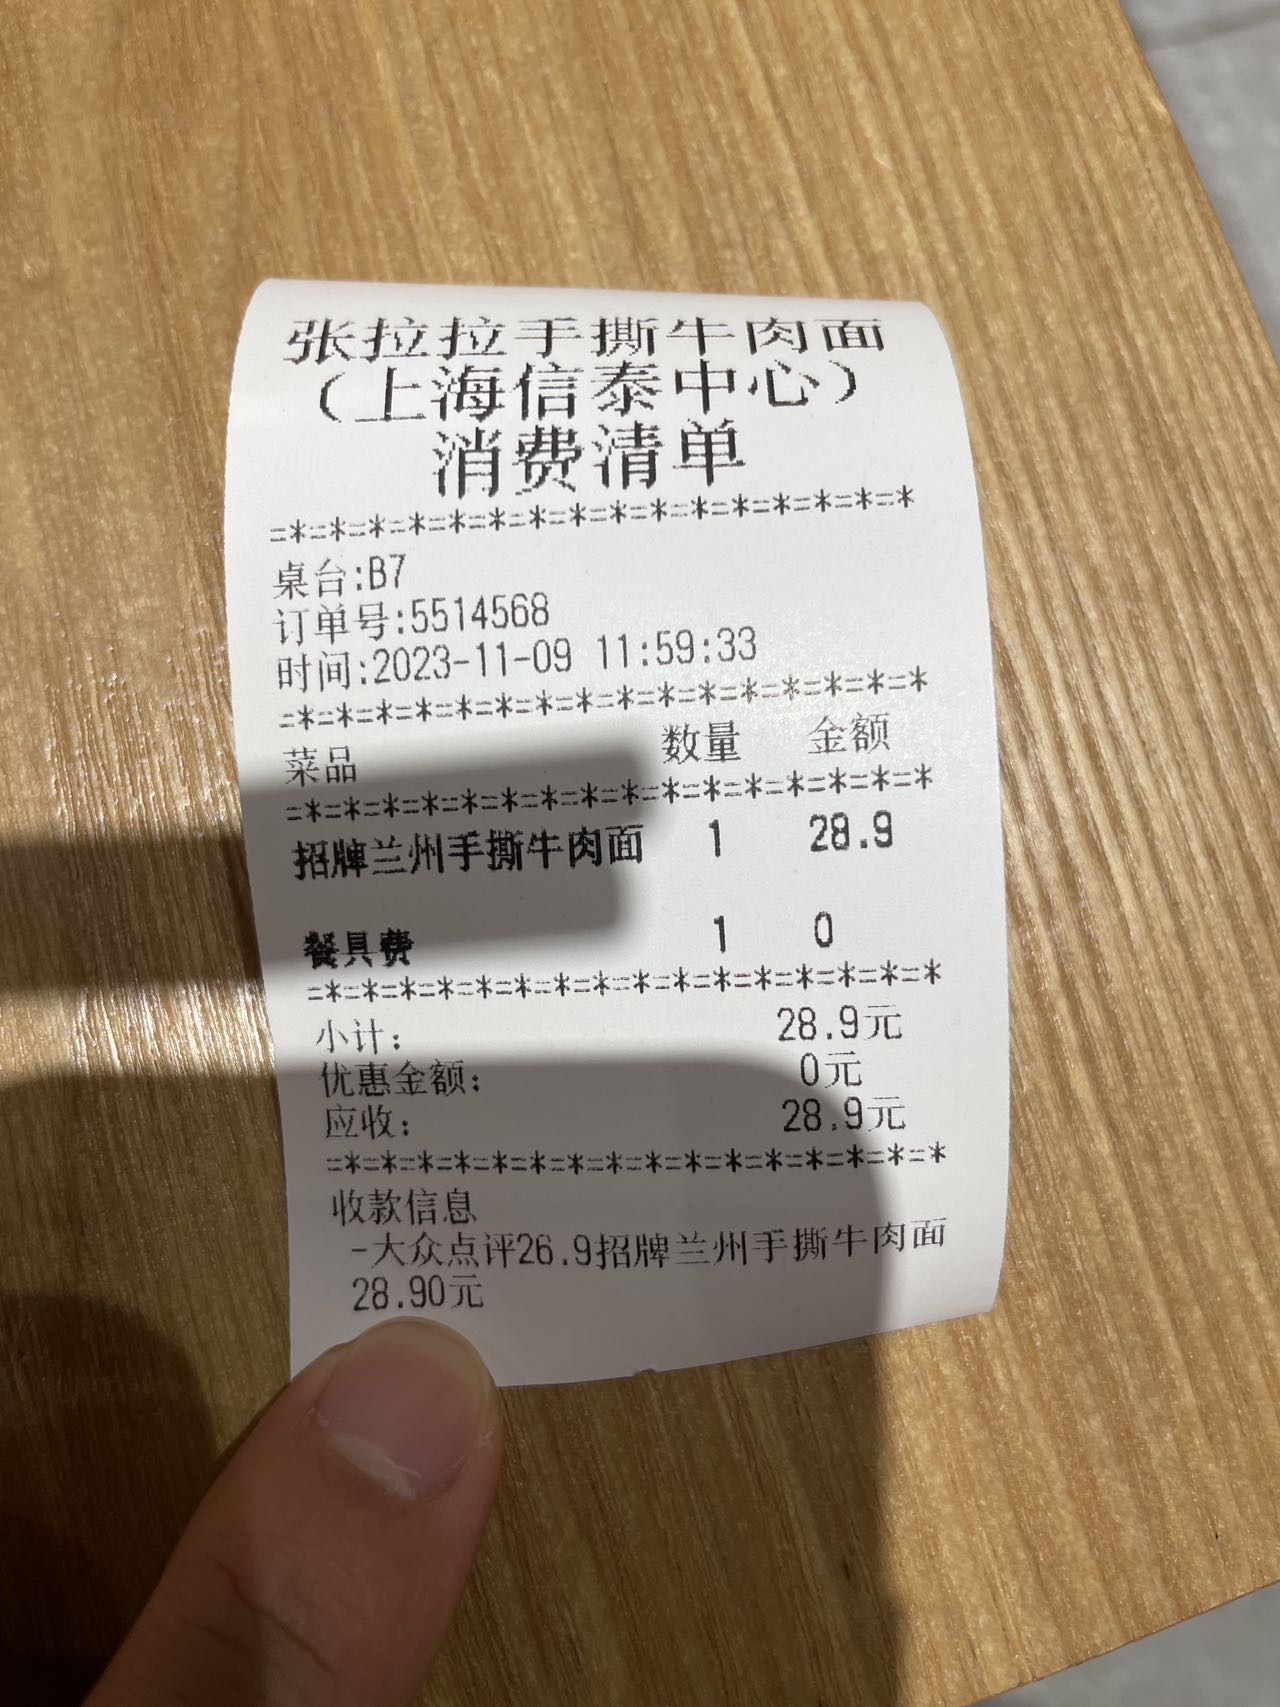 张拉拉手撕牛肉面
（上海信泰中心）
消费清单
=*=*=*=*=*=*=*=*=*=*=*=*=*=*=*=*
桌台:B7
订单号:5514568
时间:2023-11-09 11:59:33
=*=*=*=*=*=*=*=*=*=*=*=*=*=*=*=*
菜品 数量 金额
=*=*=*=*=*=*=*=*=*=*=*=*=*=*=*=*
招牌兰州手撕牛肉面 1 28.9
餐具费 1 0
=*=*=*=*=*=*=*=*=*=*=*=*=*=*=*=*
小计： 28.9元
优惠金额： 0元
应收： 28.9元
=*=*=*=*=*=*=*=*=*=*=*=*=*=*=*=*
收款信息
-大众点评26.9招牌兰州手撕牛肉面
28.90元